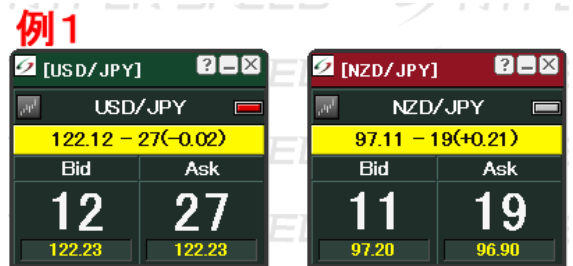 例1
[USD/JPY]
USD/JPY
122.12 - 27(-0.02)
Bid Ask
12 27
122.23 122.23
[NZD/JPY]
NZD/JPY
97.11 - 19(+0.21)
Bid Ask
11 19
97.20 96.90